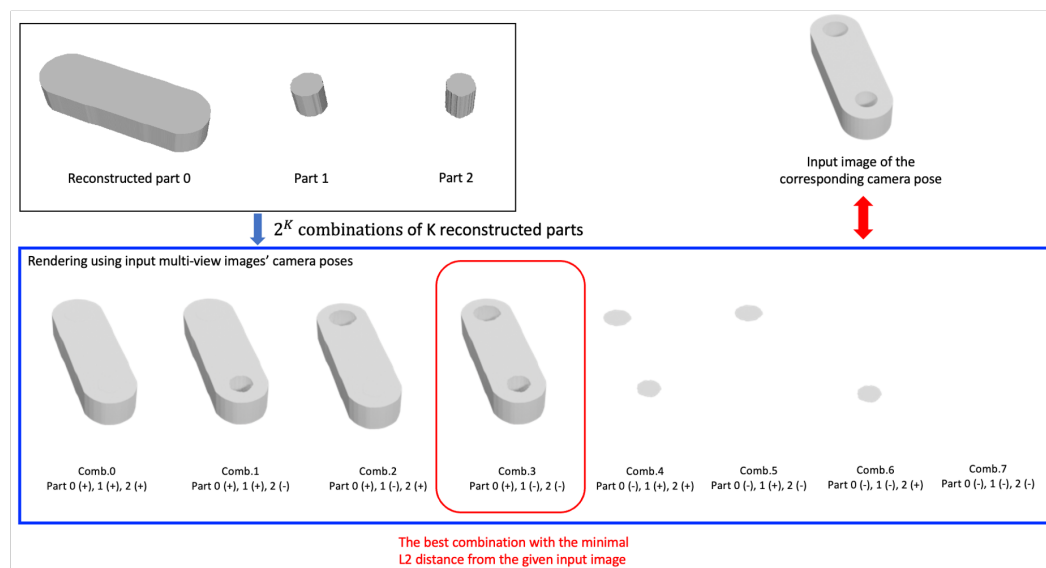 Reconstructed part 0
Part 1
Part 2
Input image of the
corresponding camera pose
2^K combinations of K reconstructed parts
Rendering using input multi-view images’ camera poses
Comb.0
Part 0 (+), 1 (+), 2 (+)
Comb.1
Part 0 (+), 1 (+), 2 (-)
Comb.2
Part 0 (+), 1 (-), 2 (+)
Comb.3
Part 0 (+), 1 (-), 2 (-)
Comb.4
Part 0 (-), 1 (+), 2 (+)
Comb.5
Part 0 (-), 1 (+), 2 (-)
Comb.6
Part 0 (-), 1 (-), 2 (+)
Comb.7
Part 0 (-), 1 (-), 2 (-)
The best combination with the minimal
L2 distance from the given input image